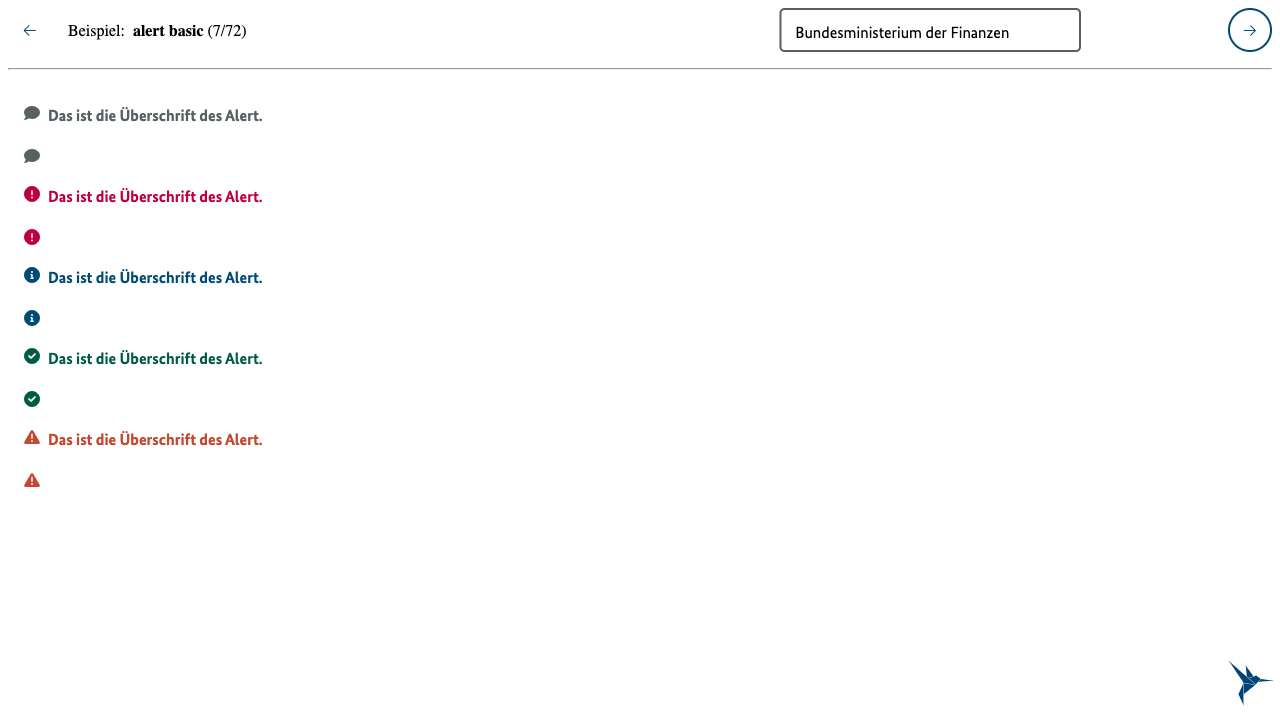 Beispiel: alert basic (7/72)
Bundesministerium der Finanzen
Das ist die Überschrift des Alert.
Das ist die Überschrift des Alert.
Das ist die Überschrift des Alert.
Das ist die Überschrift des Alert.
Das ist die Überschrift des Alert.